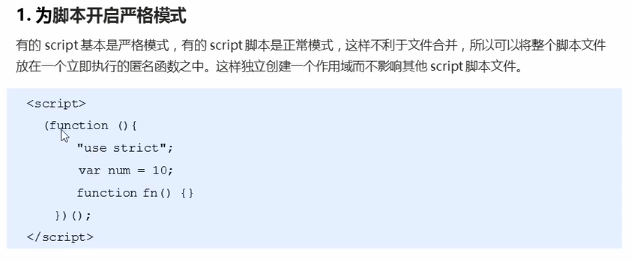 1. 为脚本开启严格模式
有的 script 基本是严格模式，有的 script 脚本是正常模式，这样不利于文件合并，所以可以将整个脚本文件
放在一个立即执行的匿名函数之中。这样独立创建一个作用域而不影响其他 script 脚本文件。
<script>
(function (){
"use strict";
var num = 10;
function fn() {}
})();
</script>